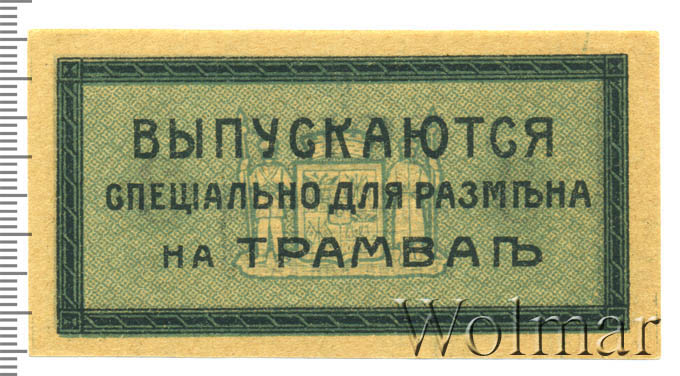 ВЫПУСКАЮТСЯ
СПЕЦІАЛЬНО ДЛЯ РАЗМѢНА
НА ТРАМВАѢ
Wolmar